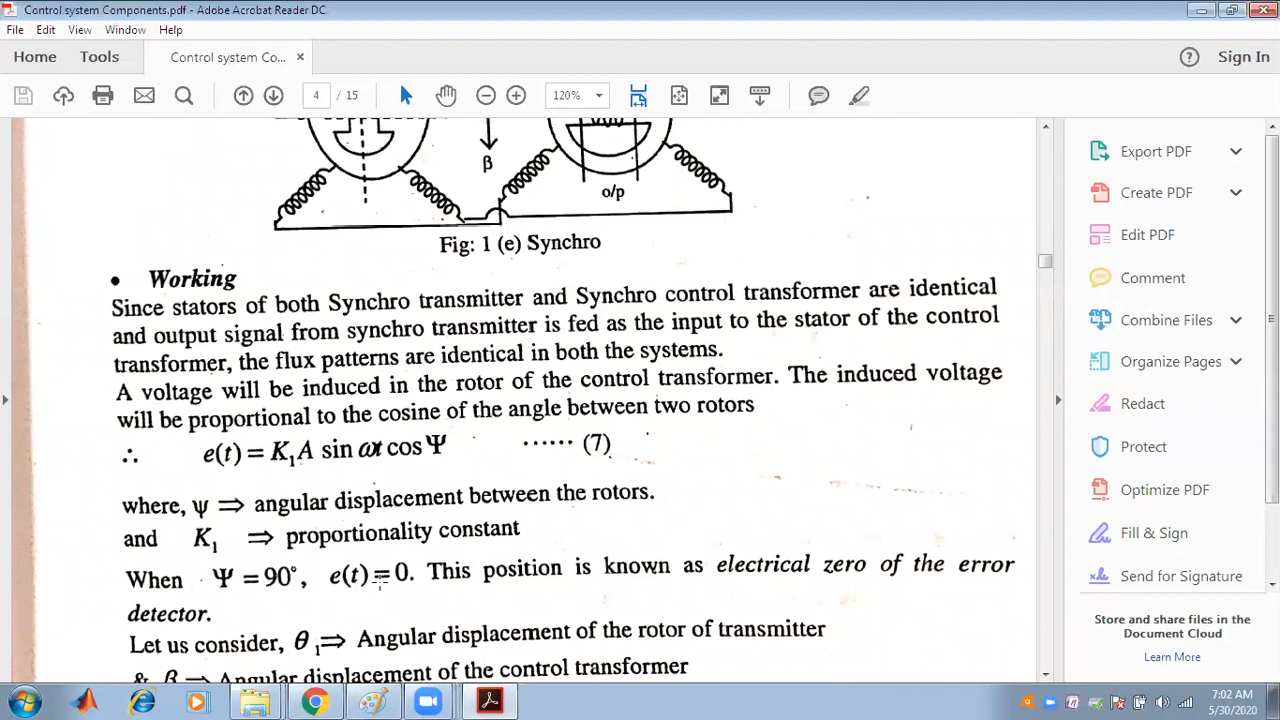 Control system Components.pdf - Adobe Acrobat Reader DC
File Edit View Window Help
Home Tools Control system Co... × Sign In
4 / 15 120%
β
o/p
Fig: 1 (e) Synchro
• Working
Since stators of both Synchro transmitter and Synchro control transformer are identical
and output signal from synchro transmitter is fed as the input to the stator of the control
transformer, the flux patterns are identical in both the systems.
A voltage will be induced in the rotor of the control transformer. The induced voltage
will be proportional to the cosine of the angle between two rotors
∴ e(t) = K₁A sin ωt cos Ψ ...... (7)
where, ψ ⇒ angular displacement between the rotors.
and K₁ ⇒ proportionality constant
When Ψ = 90°, e(t) = 0. This position is known as electrical zero of the error
detector.
Let us consider, θ₁ ⇒ Angular displacement of the rotor of transmitter
& β ⇒ Angular displacement of the control transformer
Export PDF
Create PDF
Edit PDF
Comment
Combine Files
Organize Pages
Redact
Protect
Optimize PDF
Fill & Sign
Send for Signature
Store and share files in the
Document Cloud
Learn More
7:02 AM
5/30/2020